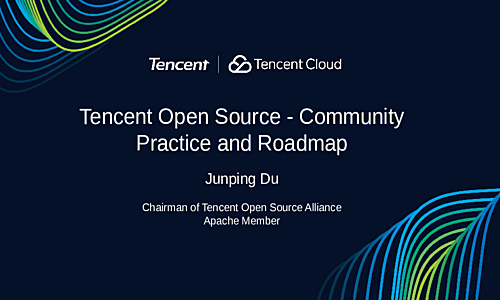 Tencent Tencent Cloud
Tencent Open Source - Community
Practice and Roadmap
Junping Du
Chairman of Tencent Open Source Alliance
Apache Member